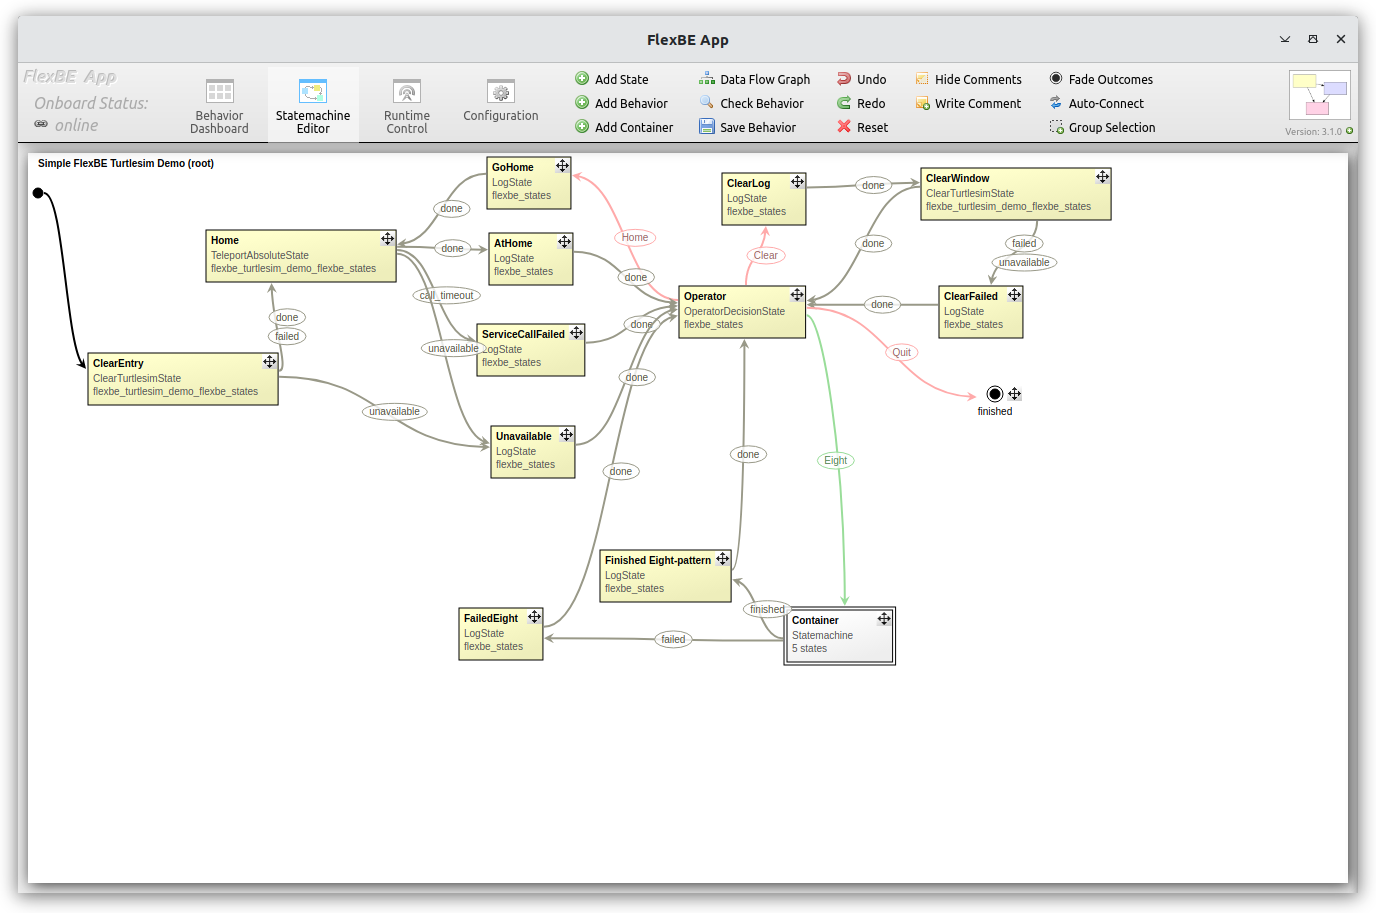 FlexBE App
FlexBE App
Onboard Status:
online
Behavior
Dashboard
Statemachine
Editor
Runtime
Control
Configuration
Add State
Add Behavior
Add Container
Data Flow Graph
Check Behavior
Save Behavior
Undo
Redo
Reset
Hide Comments
Write Comment
Fade Outcomes
Auto-Connect
Group Selection
Version: 3.1.0
Simple FlexBE Turtlesim Demo (root)
GoHome
LogState
flexbe_states
ClearLog
LogState
flexbe_states
done
ClearWindow
ClearTurtlesimState
flexbe_turtlesim_demo_flexbe_states
done
Home
Home
TeleportAbsoluteState
flexbe_turtlesim_demo_flexbe_states
done
AtHome
LogState
flexbe_states
Clear
done
failed
unavailable
done
call_timeout
Operator
OperatorDecisionState
flexbe_states
done
ClearFailed
LogState
flexbe_states
done
failed
ServiceCallFailed
LogState
flexbe_states
done
unavailable
Quit
ClearEntry
ClearTurtlesimState
flexbe_turtlesim_demo_flexbe_states
done
unavailable
finished
Unavailable
LogState
flexbe_states
done
done
Eight
Finished Eight-pattern
LogState
flexbe_states
finished
FailedEight
LogState
flexbe_states
failed
Container
Statemachine
5 states